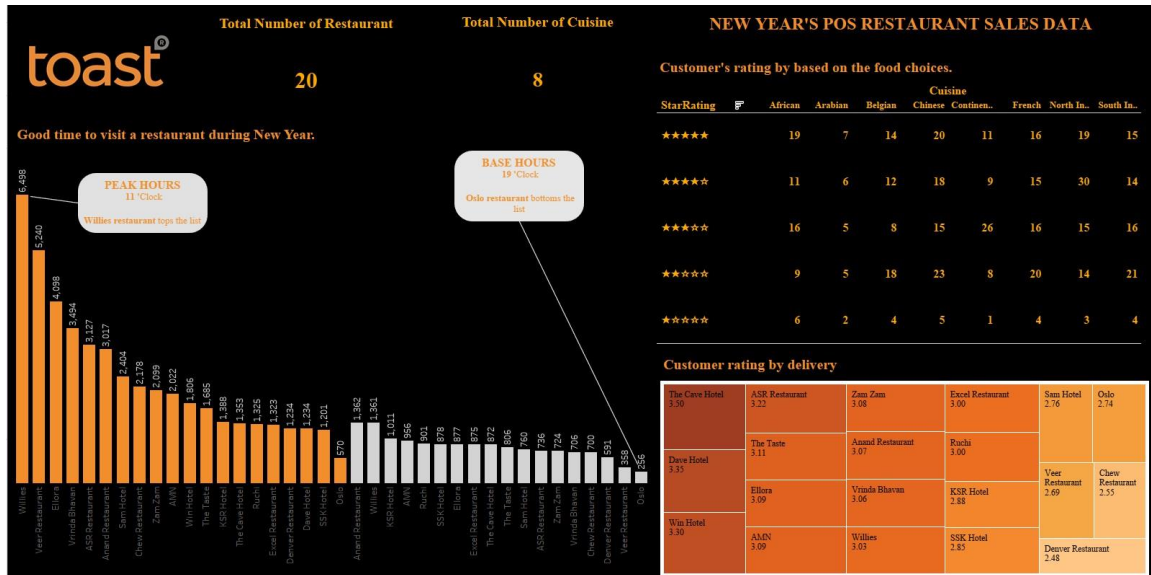 toast
®
Total Number of Restaurant
20
Total Number of Cuisine
8
NEW YEAR'S POS RESTAURANT SALES DATA
Good time to visit a restaurant during New Year.
PEAK HOURS
11 'Clock
Willies restaurant tops the list
BASE HOURS
19 'Clock
Oslo restaurant bottoms the
list
6,498
5,240
4,098
3,494
3,127
3,017
2,404
2,178
2,099
2,022
1,806
1,685
1,388
1,353
1,325
1,323
1,234
1,234
1,201
570
1,362
1,361
1,011
956
901
878
877
875
872
806
760
736
724
706
700
591
358
256
Willies
Veer Restaurant
Ellora
Vrinda Bhavan
ASR Restaurant
Anand Restaurant
Sam Hotel
Chew Restaurant
Zam Zam
AMN
Win Hotel
The Taste
KSR Hotel
The Cave Hotel
Ruchi
Excel Restaurant
Denver Restaurant
Dave Hotel
SSK Hotel
Oslo
Anand Restaurant
Willies
KSR Hotel
AMN
Ruchi
SSK Hotel
Ellora
Excel Restaurant
The Cave Hotel
The Taste
Sam Hotel
ASR Restaurant
Zam Zam
Vrinda Bhavan
Chew Restaurant
Denver Restaurant
Veer Restaurant
Oslo
Customer's rating by based on the food choices.
Cuisine
StarRating African Arabian Belgian Chinese Continen.. French North In.. South In..
★★★★★ 19 7 14 20 11 16 19 15
★★★★☆ 11 6 12 18 9 15 30 14
★★★☆☆ 16 5 8 15 26 16 15 16
★★☆☆☆ 9 5 18 23 8 20 14 21
★☆☆☆☆ 6 2 4 5 1 4 3 4
Customer rating by delivery
The Cave Hotel
3.50
Dave Hotel
3.35
Win Hotel
3.30
ASR Restaurant
3.22
The Taste
3.11
Ellora
3.09
AMN
3.09
Zam Zam
3.08
Anand Restaurant
3.07
Vrinda Bhavan
3.06
Willies
3.03
Excel Restaurant
3.00
Ruchi
3.00
KSR Hotel
2.88
SSK Hotel
2.85
Sam Hotel
2.76
Oslo
2.74
Veer
Restaurant
2.69
Chew
Restaurant
2.55
Denver Restaurant
2.48